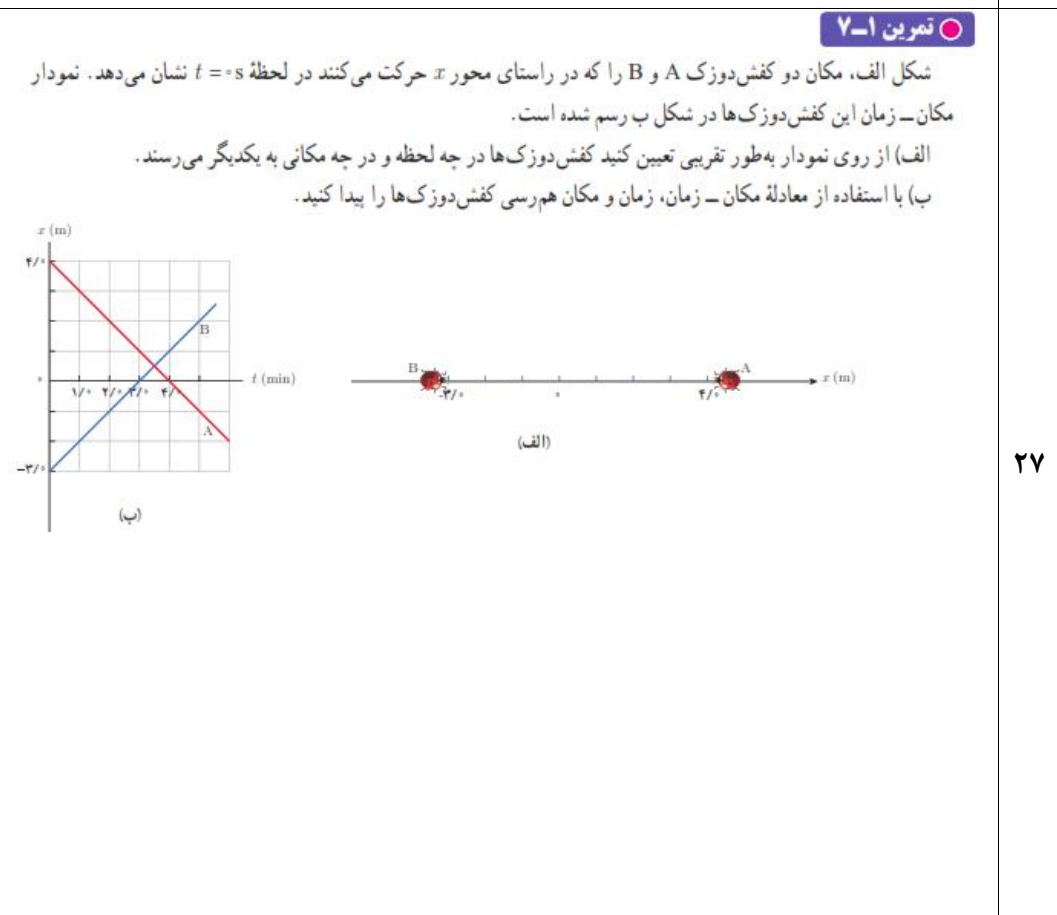 تمرین ۱ــ۷
شکل الف، مکان دو کفش‌دوزک A و B را که در راستای محور x حرکت می‌کنند در لحظهٔ t = ۰s نشان می‌دهد. نمودار
مکان ــ زمان این کفش‌دوزک‌ها در شکل ب رسم شده است.
الف) از روی نمودار به‌طور تقریبی تعیین کنید کفش‌دوزک‌ها در چه لحظه و در چه مکانی به یکدیگر می‌رسند.
ب) با استفاده از معادلهٔ مکان ــ زمان، زمان و مکان هم‌رسی کفش‌دوزک‌ها را پیدا کنید.
x (m)
۴/۰
B
۰
۱/۰ ۲/۰ ۳/۰ ۴/۰
t (min)
A
−۳/۰
(ب)
B
A
x (m)
-۳/۰
۰
۴/۰
(الف)
۲۷